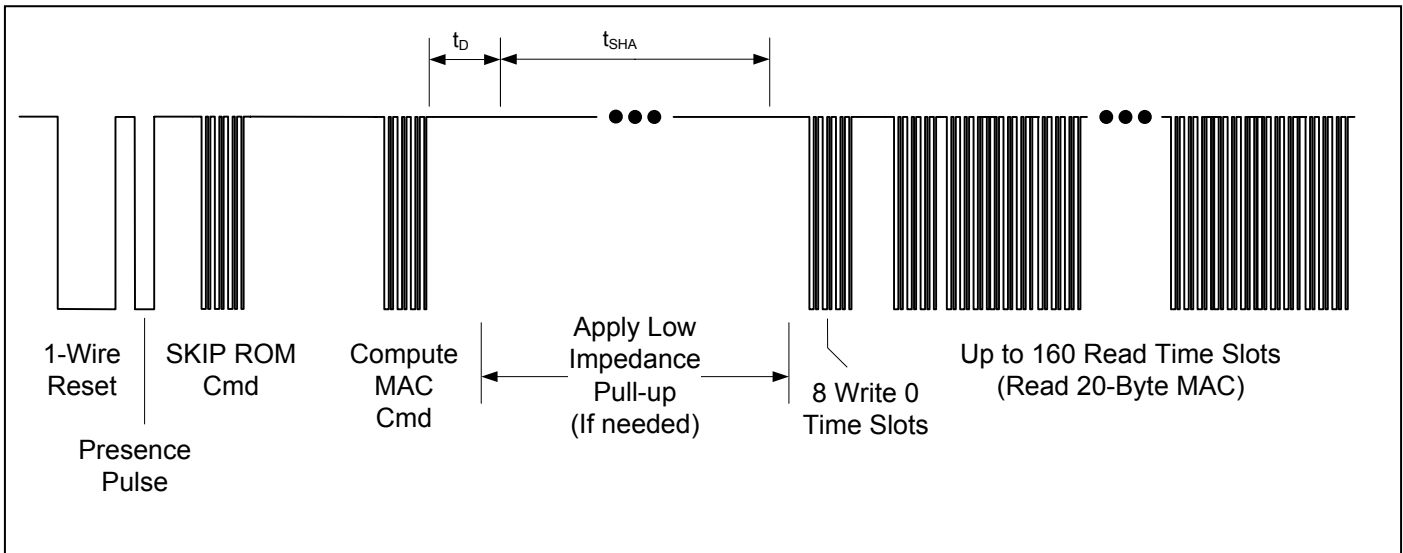 tD
tSHA
1-Wire
Reset
Presence
Pulse
SKIP ROM
Cmd
Compute
MAC
Cmd
Apply Low
Impedance
Pull-up
(If needed)
8 Write 0
Time Slots
Up to 160 Read Time Slots
(Read 20-Byte MAC)